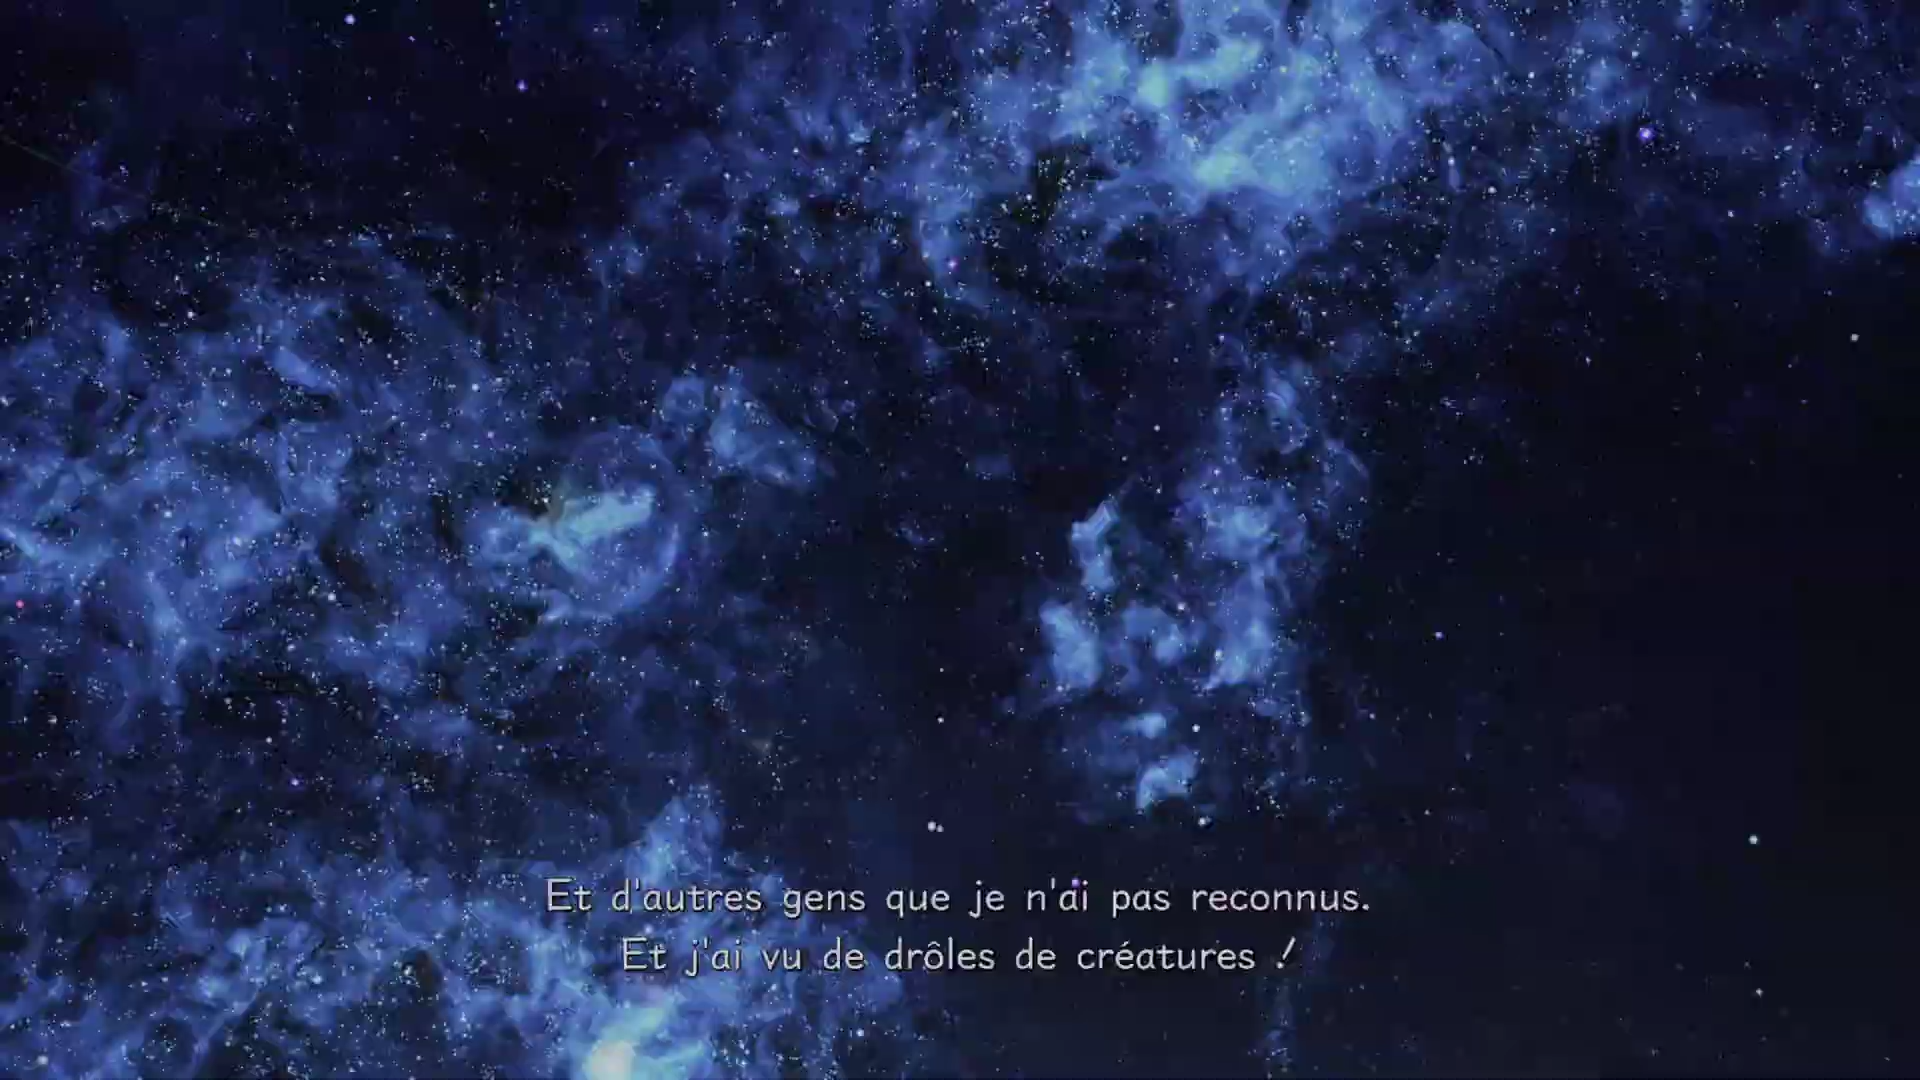 Et d'autres gens que je n'ai pas reconnus.
Et j'ai vu de drôles de créatures !